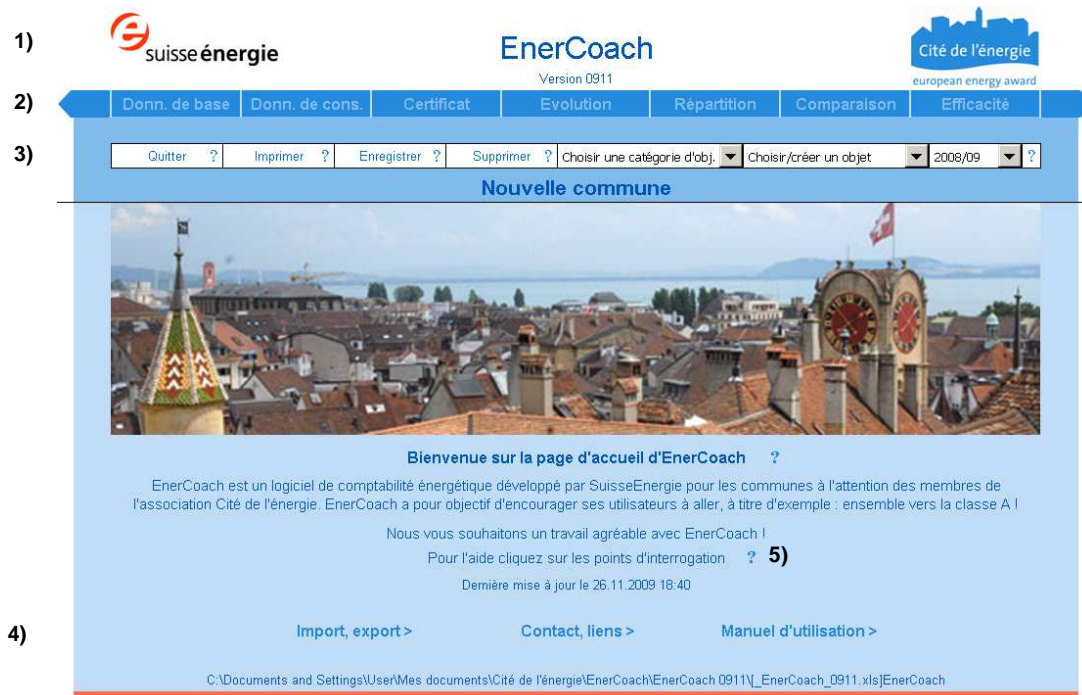 1)
suisse énergie
EnerCoach
Version 0911
Cité de l'énergie
european energy award
2)
Donn. de base Donn. de cons. Certificat Evolution Répartition Comparaison Efficacité
3)
Quitter ? Imprimer ? Enregistrer ? Supprimer ? Choisir une catégorie d'obj. Choisir/créer un objet 2008/09 ?
Nouvelle commune
Bienvenue sur la page d'accueil d'EnerCoach ?
EnerCoach est un logiciel de comptabilité énergétique développé par SuisseEnergie pour les communes à l'attention des membres de
l'association Cité de l'énergie. EnerCoach a pour objectif d'encourager ses utilisateurs à aller, à titre d'exemple : ensemble vers la classe A !
Nous vous souhaitons un travail agréable avec EnerCoach !
Pour l'aide cliquez sur les points d'interrogation ? 5)
Dernière mise à jour le 26.11.2009 18:40
4)
Import, export > Contact, liens > Manuel d'utilisation >
C:\Documents and Settings\User\Mes documents\Cité de l'énergie\EnerCoach\EnerCoach 0911\[_EnerCoach_0911.xls]EnerCoach